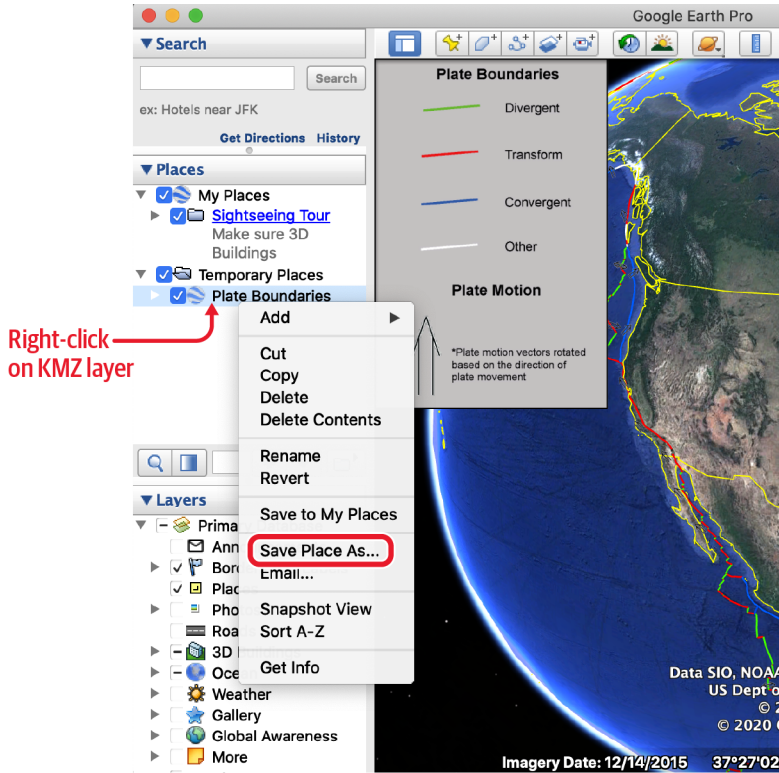 Google Earth Pro
Search
Search
ex: Hotels near JFK
Get Directions History
Places
My Places
Sightseeing Tour
Make sure 3D
Buildings
Temporary Places
Plate Boundaries
Right-click
on KMZ layer
Add
Cut
Copy
Delete
Delete Contents
Rename
Revert
Save to My Places
Save Place As...
Email...
Snapshot View
Sort A-Z
Get Info
Layers
3D
Weather
Gallery
Global Awareness
More
Plate Boundaries
Divergent
Transform
Convergent
Other
Plate Motion
*Plate motion vectors rotated
based on the direction of
plate movement
Data SIO, NOAA
US Dept o
©
© 2020
Imagery Date: 12/14/2015 37°27'02